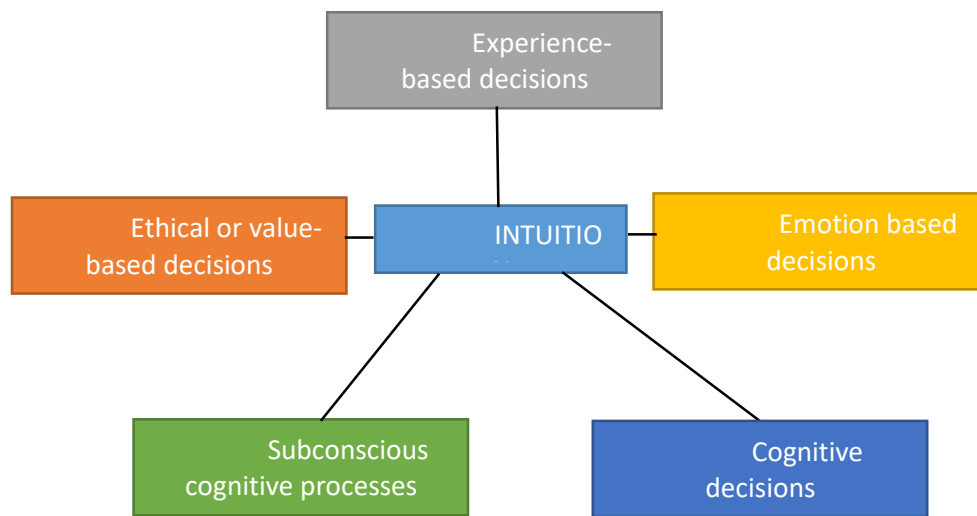 Experience-
based decisions
Ethical or value-
based decisions
INTUITIO
Emotion based
decisions
Subconscious
cognitive processes
Cognitive
decisions